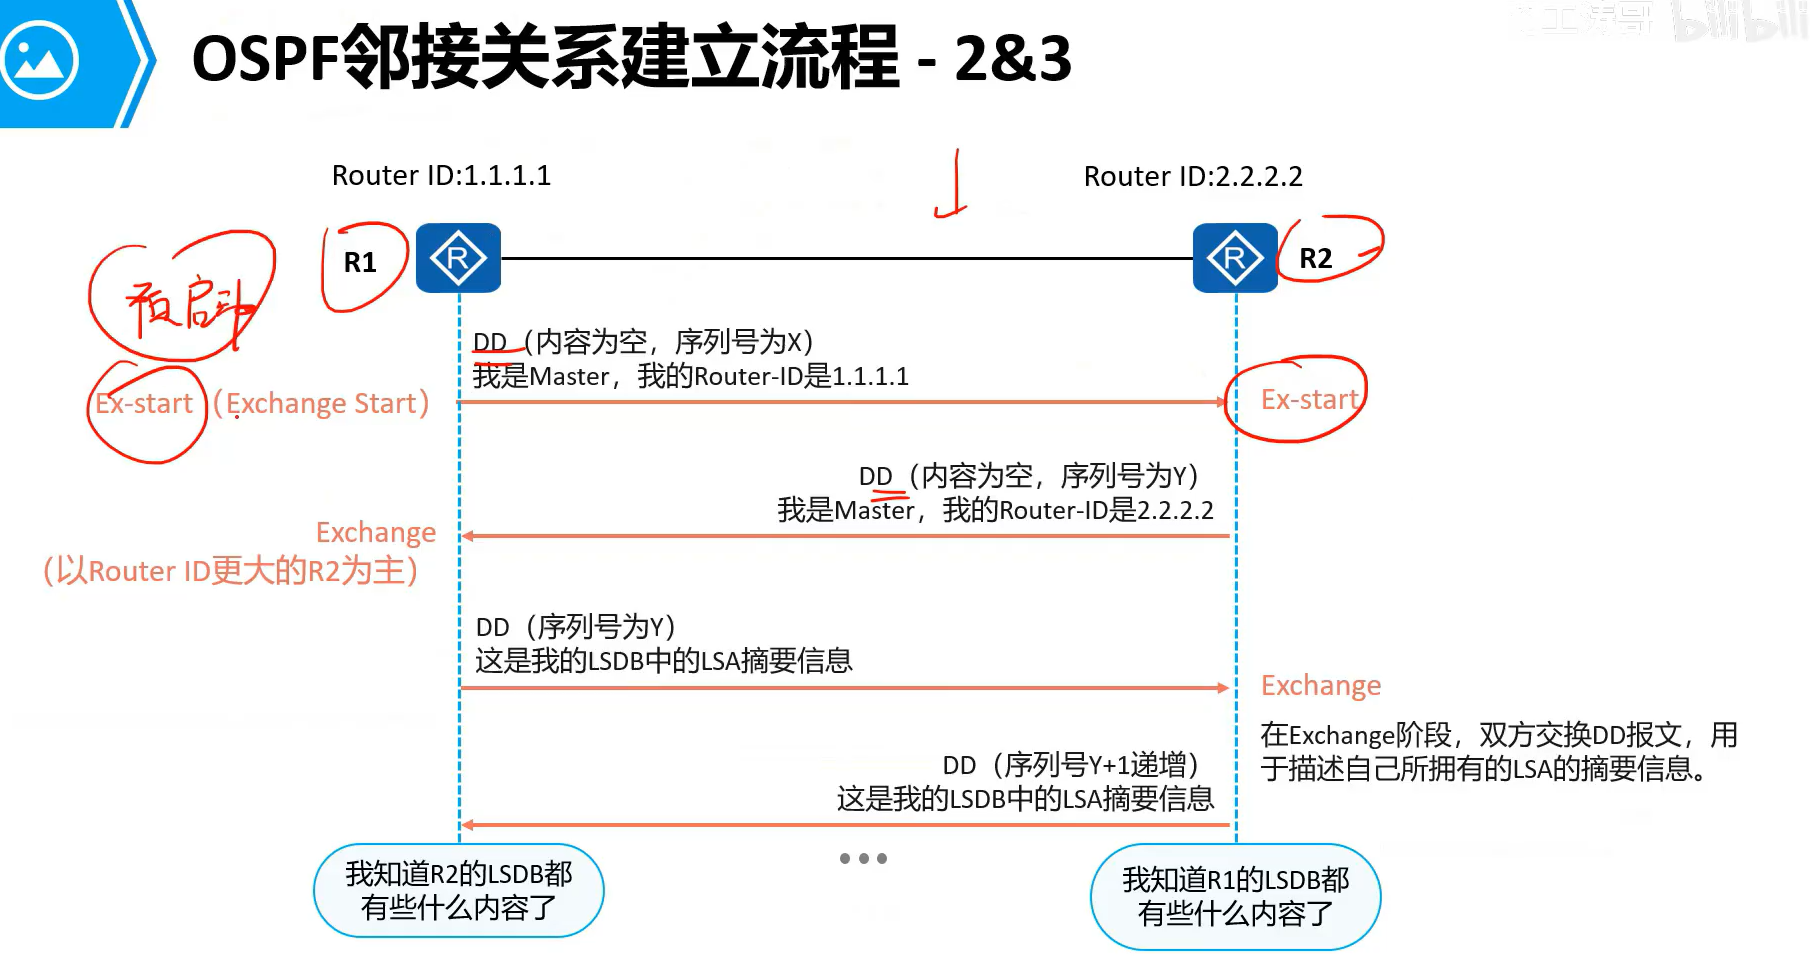 OSPF邻接关系建立流程 - 2&3
bilibili
Router ID:1.1.1.1
Router ID:2.2.2.2
R1
R
R
R2
预启动
DD（内容为空，序列号为X）
我是Master，我的Router-ID是1.1.1.1
Ex-start（Exchange Start）
Ex-start
DD（内容为空，序列号为Y）
我是Master，我的Router-ID是2.2.2.2
Exchange
（以Router ID更大的R2为主）
DD（序列号为Y）
这是我的LSDB中的LSA摘要信息
Exchange
在Exchange阶段，双方交换DD报文，用
于描述自己所拥有的LSA的摘要信息。
DD（序列号Y+1递增）
这是我的LSDB中的LSA摘要信息
•••
我知道R2的LSDB都
有些什么内容了
我知道R1的LSDB都
有些什么内容了